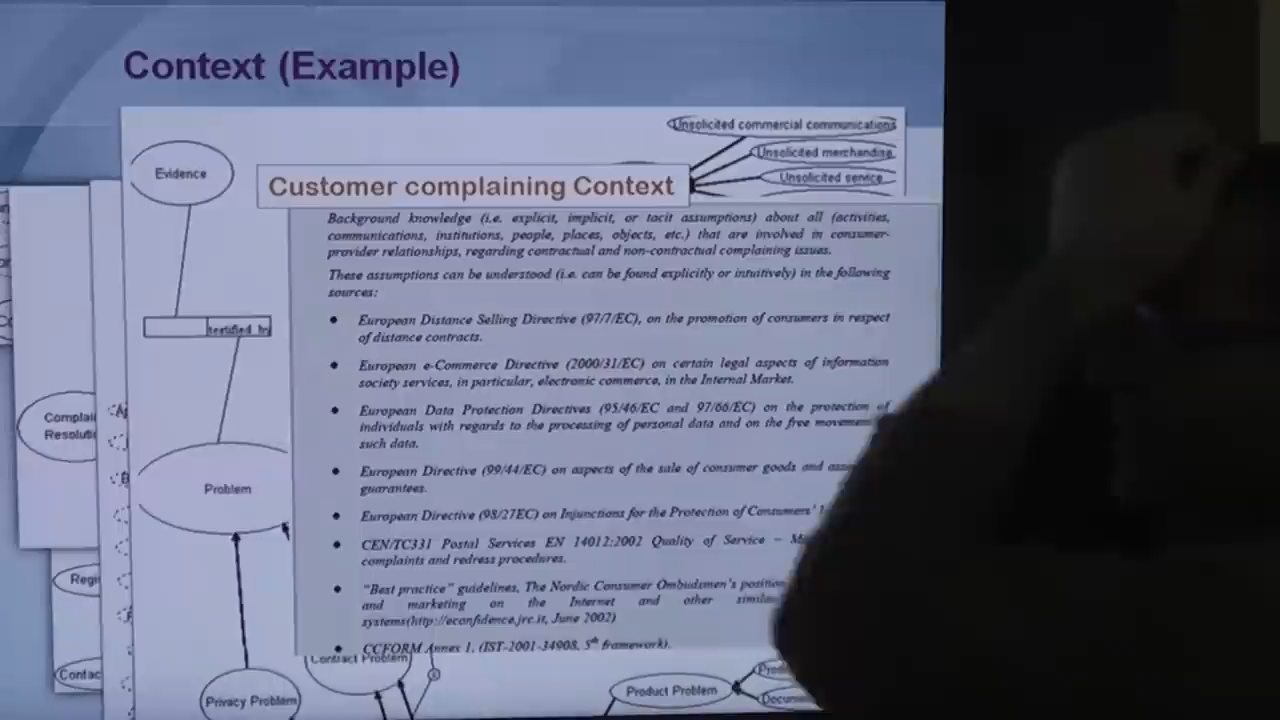 Context (Example)
Unsolicited commercial communications
Unsolicited merchandise
Unsolicited service
Evidence
Customer complaining Context
Background knowledge (i.e. explicit, implicit, or tacit assumptions) about all (activities,
communications, institutions, people, places, objects, etc.) that are involved in consumer-
provider relationships, regarding contractual and non-contractual complaining issues.
These assumptions can be understood (i.e. can be found explicitly or intuitively) in the following
sources:
European Distance Selling Directive (97/7/EC), on the promotion of consumers in respect
of distance contracts.
European e-Commerce Directive (2000/31/EC) on certain legal aspects of information
society services, in particular, electronic commerce, in the Internal Market.
European Data Protection Directives (95/46/EC and 97/66/EC) on the protection of
individuals with regards to the processing of personal data and on the free movement
such data.
European Directive (99/44/EC) on aspects of the sale of consumer goods and
guarantees.
European Directive (98/27EC) on Injunctions for the Protection of Consumers'
CEN/TC331 Postal Services EN 14012:2002 Quality of Service –
complaints and redress procedures.
"Best practice" guidelines, The Nordic Consumer Ombudsmen's position
and marketing on the Internet and other
systems(http://econfidence.jrc.it, June 2002)
CCFORM Annex 1, (IST-2001-34908, 5th framework).
testified_by
Problem
Contract Problem
Privacy Problem
Product Problem